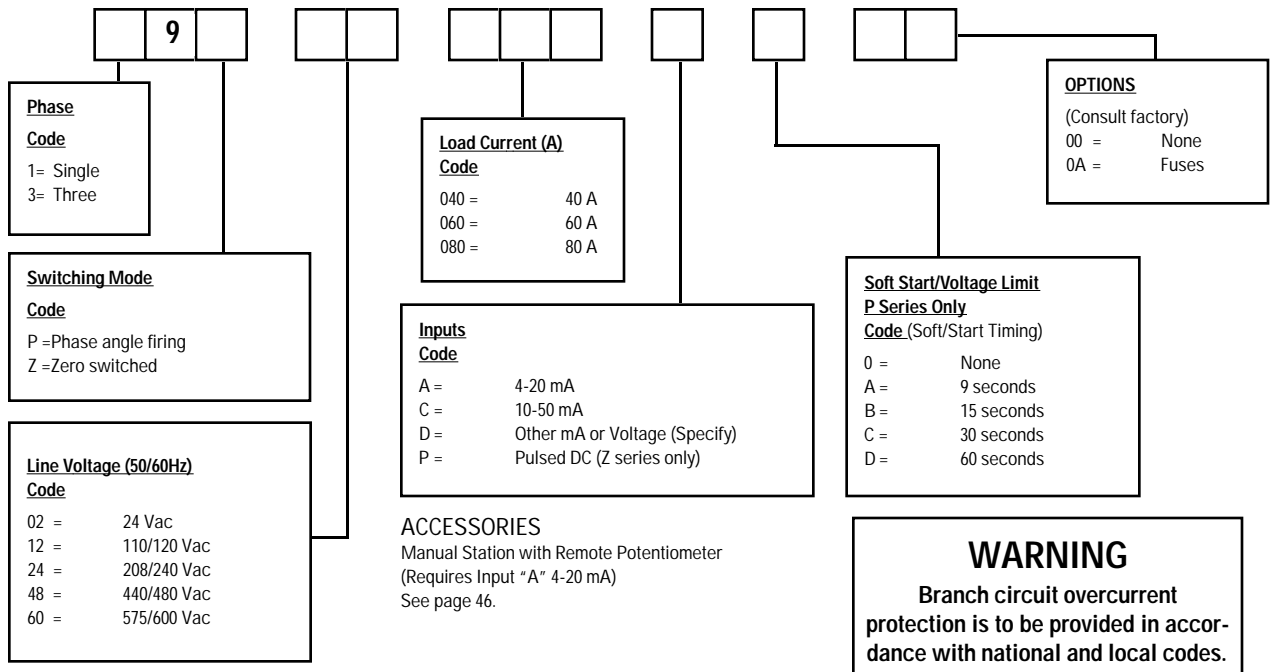 9
Phase
Code
1= Single
3= Three
Switching Mode
Code
P =Phase angle firing
Z =Zero switched
Line Voltage (50/60Hz)
Code
02 = 24 Vac
12 = 110/120 Vac
24 = 208/240 Vac
48 = 440/480 Vac
60 = 575/600 Vac
Load Current (A)
Code
040 = 40 A
060 = 60 A
080 = 80 A
Inputs
Code
A = 4-20 mA
C = 10-50 mA
D = Other mA or Voltage (Specify)
P = Pulsed DC (Z series only)
ACCESSORIES
Manual Station with Remote Potentiometer
(Requires Input “A” 4-20 mA)
See page 46.
OPTIONS
(Consult factory)
00 = None
0A = Fuses
Soft Start/Voltage Limit
P Series Only
Code (Soft/Start Timing)
0 = None
A = 9 seconds
B = 15 seconds
C = 30 seconds
D = 60 seconds
WARNING
Branch circuit overcurrent
protection is to be provided in accor-
dance with national and local codes.